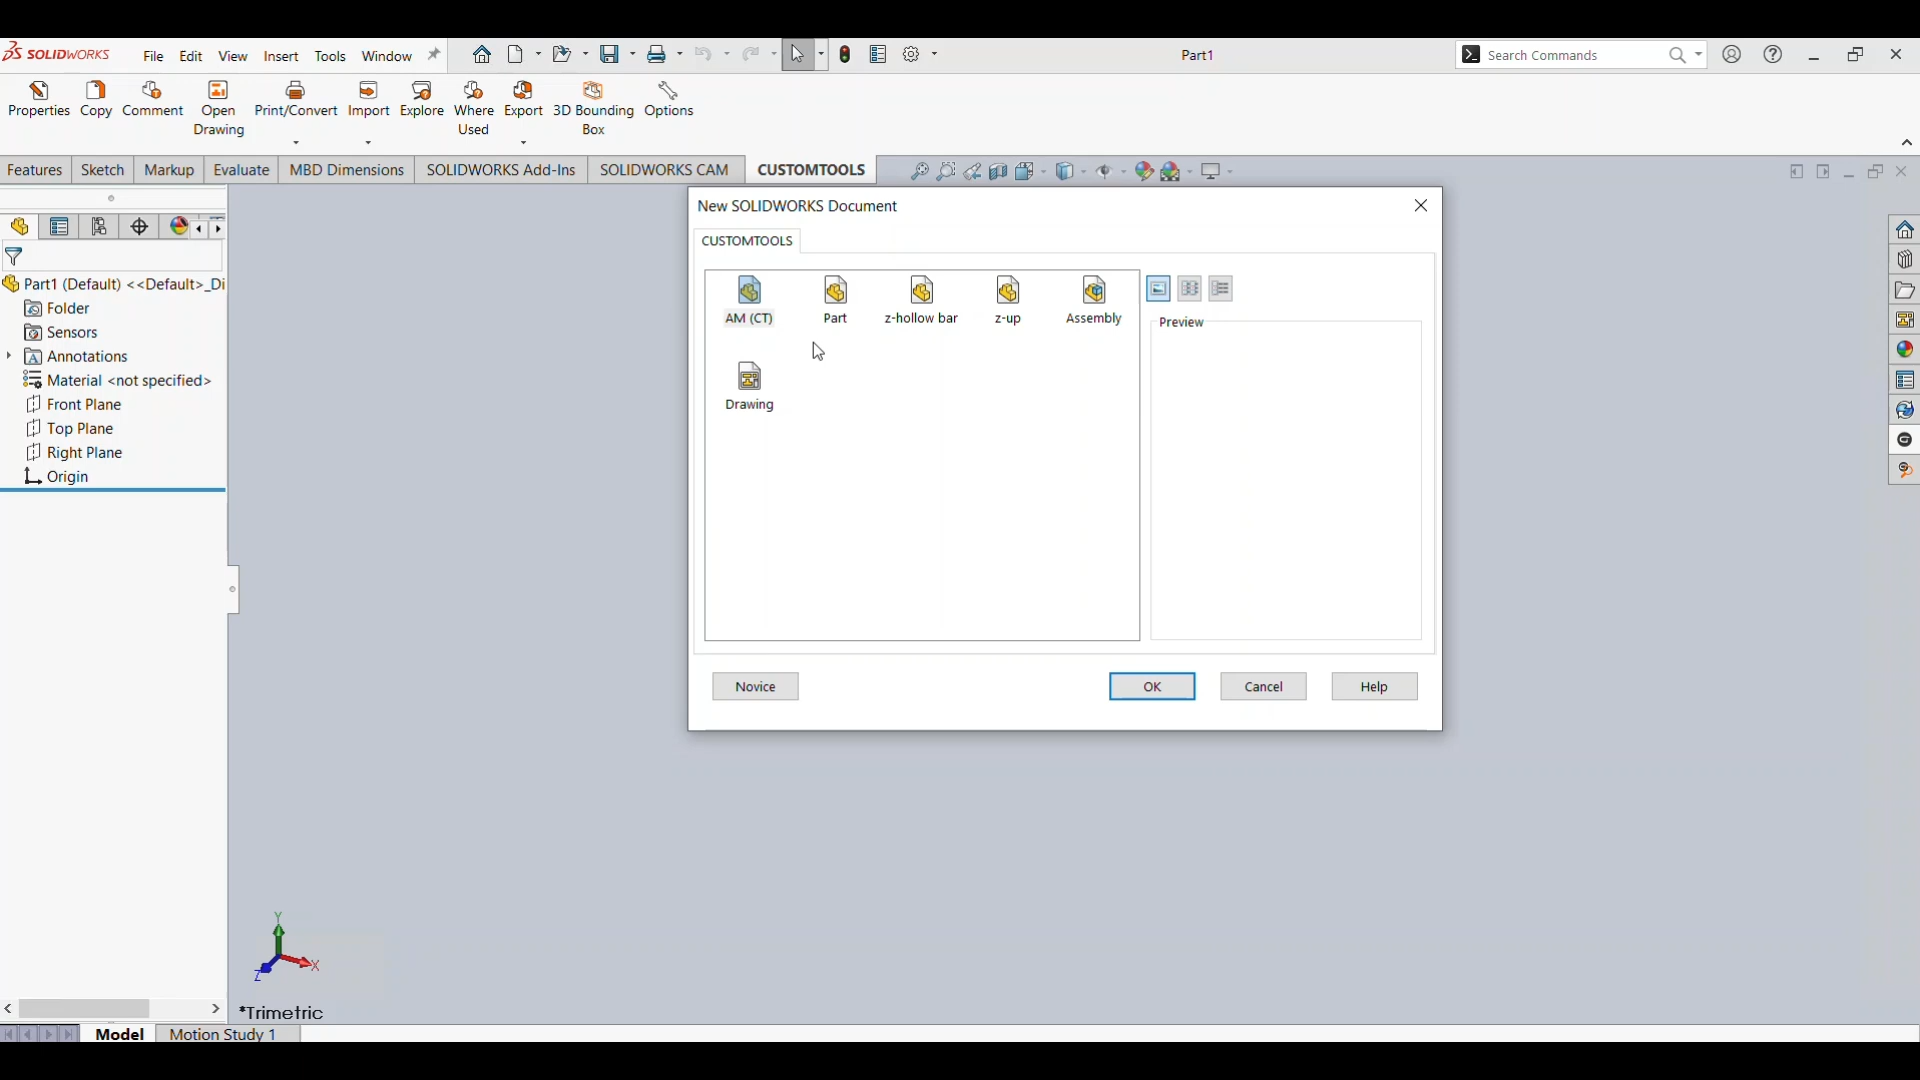 SOLIDWORKS File Edit View Insert Tools Window Part1 Search Commands
Properties Copy Comment Open Drawing Print/Convert Import Explore Where Used Export 3D Bounding Box Options
Features Sketch Markup Evaluate MBD Dimensions SOLIDWORKS Add-Ins SOLIDWORKS CAM CUSTOMTOOLS
New SOLIDWORKS Document
CUSTOMTOOLS
Part1 (Default) <<Default>_Di
Folder
Sensors
Annotations
Material <not specified>
Front Plane
Top Plane
Right Plane
Origin
AM (CT) Part z-hollow bar z-up Assembly
Drawing
Preview
Novice OK Cancel Help
Y
X
Z
*Trimetric
Model Motion Study 1